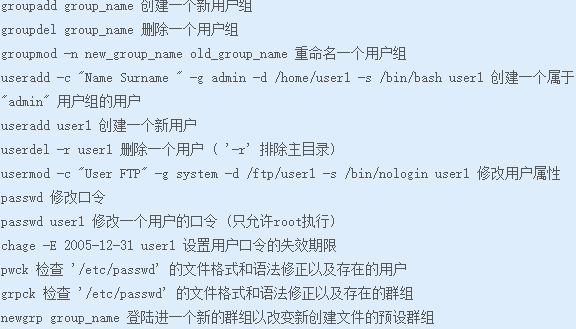 groupadd group_name 创建一个新用户组
groupdel group_name 删除一个用户组
groupmod -n new_group_name old_group_name 重命名一个用户组
useradd -c "Name Surname " -g admin -d /home/user1 -s /bin/bash user1 创建一个属于
"admin" 用户组的用户
useradd user1 创建一个新用户
userdel -r user1 删除一个用户 ( '-r' 排除主目录)
usermod -c "User FTP" -g system -d /ftp/user1 -s /bin/nologin user1 修改用户属性
passwd 修改口令
passwd user1 修改一个用户的口令 (只允许root执行)
chage -E 2005-12-31 user1 设置用户口令的失效期限
pwck 检查 '/etc/passwd' 的文件格式和语法修正以及存在的用户
grpck 检查 '/etc/passwd' 的文件格式和语法修正以及存在的群组
newgrp group_name 登陆进一个新的群组以改变新创建文件的预设群组